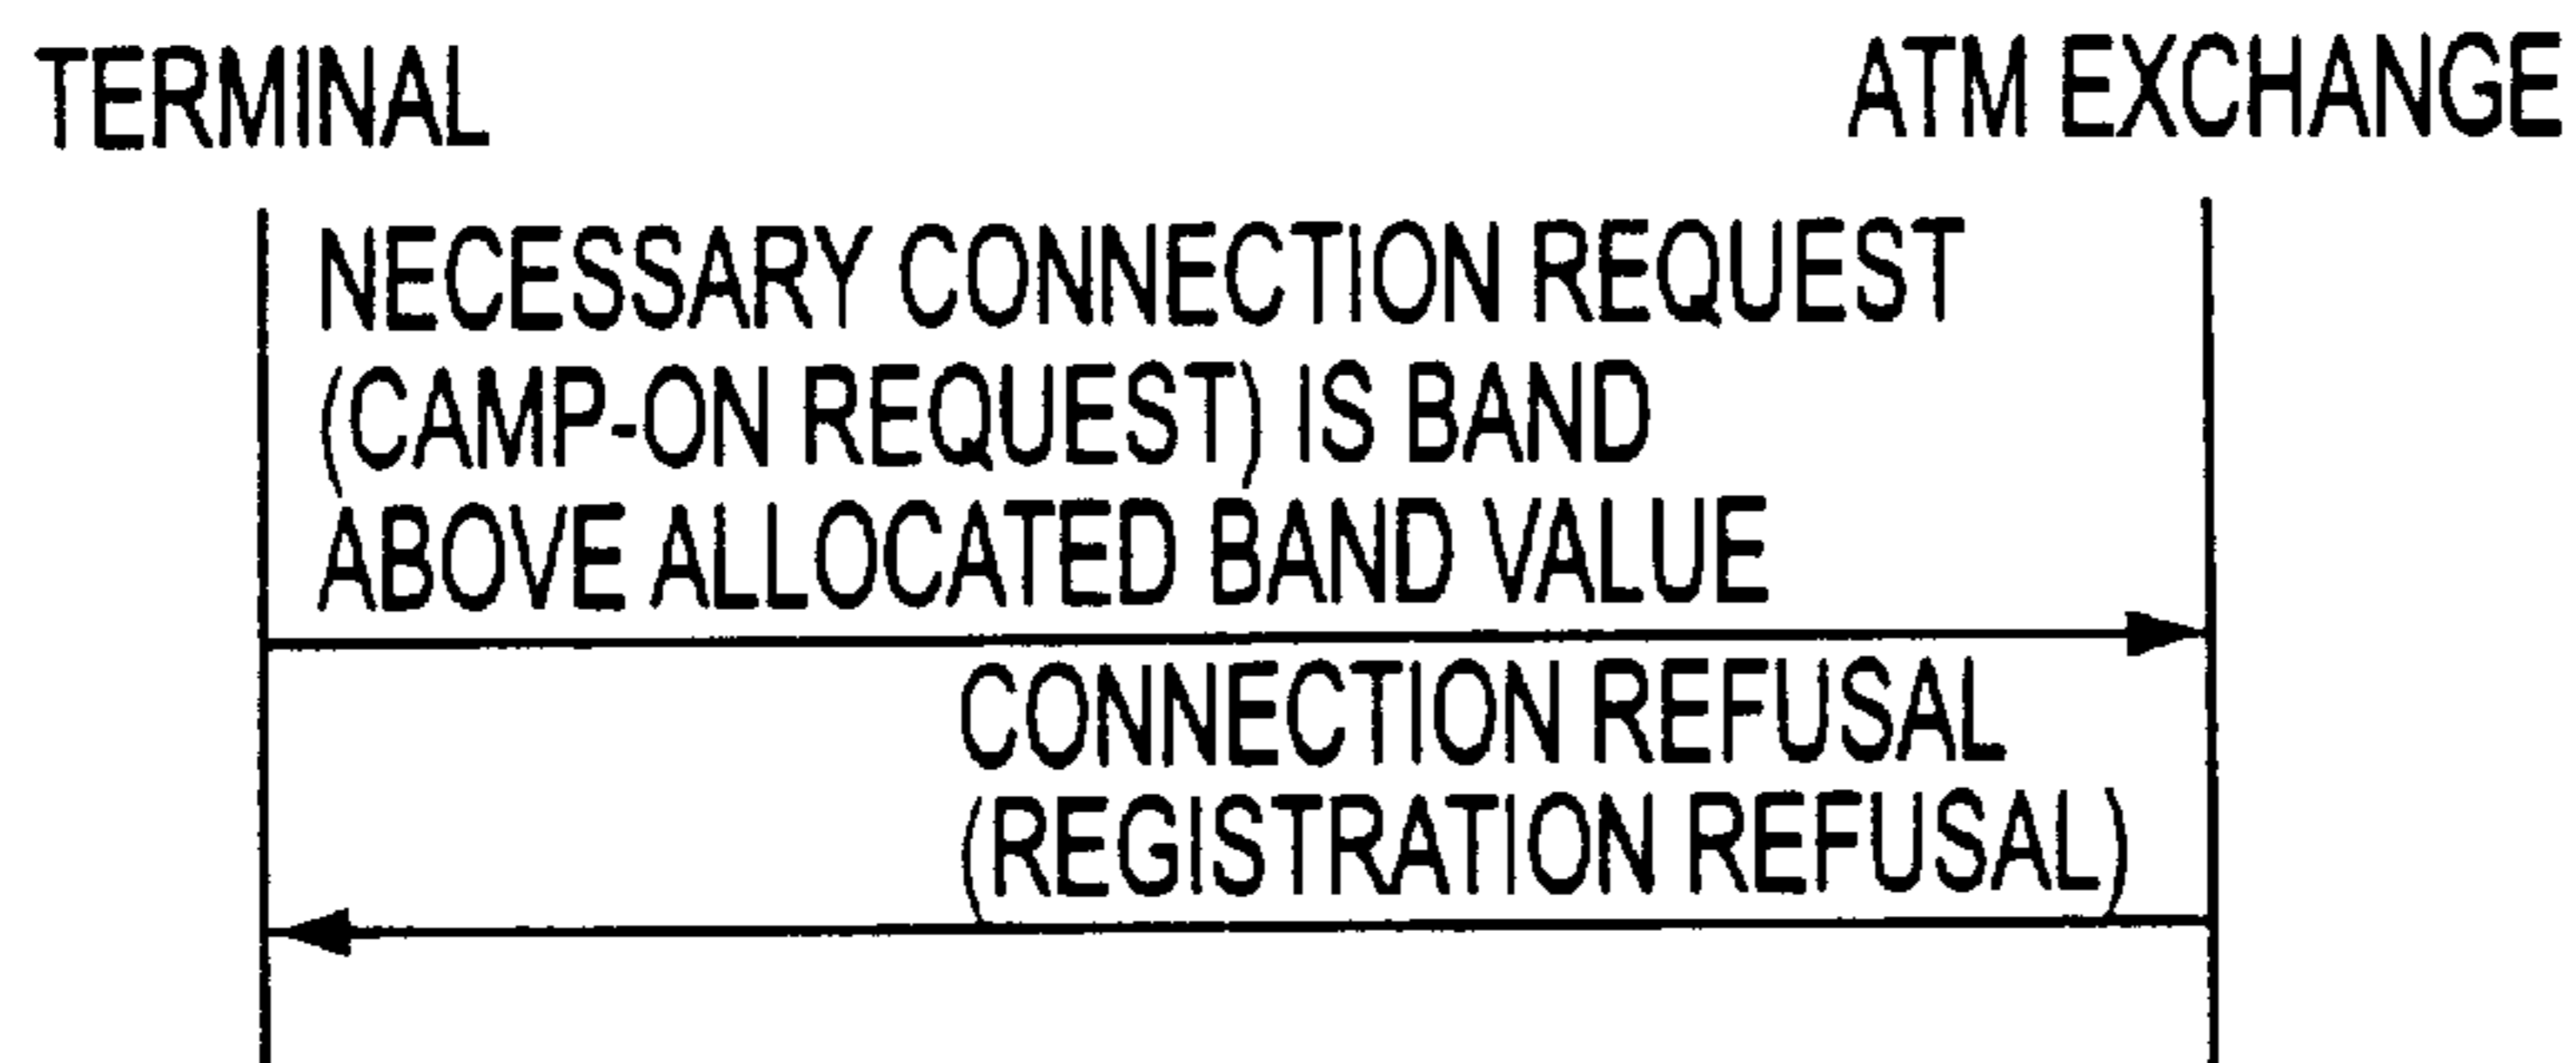 TERMINAL
ATM EXCHANGE
NECESSARY CONNECTION REQUEST
(CAMP-ON REQUEST) IS BAND
ABOVE ALLOCATED BAND VALUE
CONNECTION REFUSAL
(REGISTRATION REFUSAL)